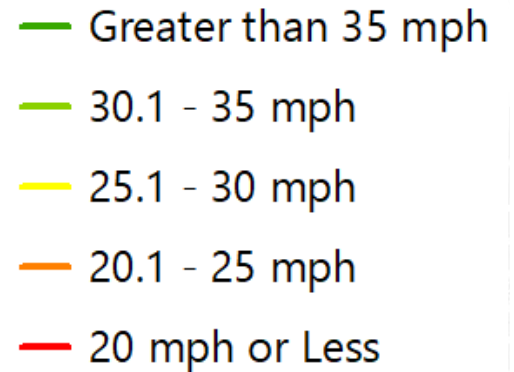 Greater than 35 mph
30.1 - 35 mph
25.1 - 30 mph
20.1 - 25 mph
20 mph or Less